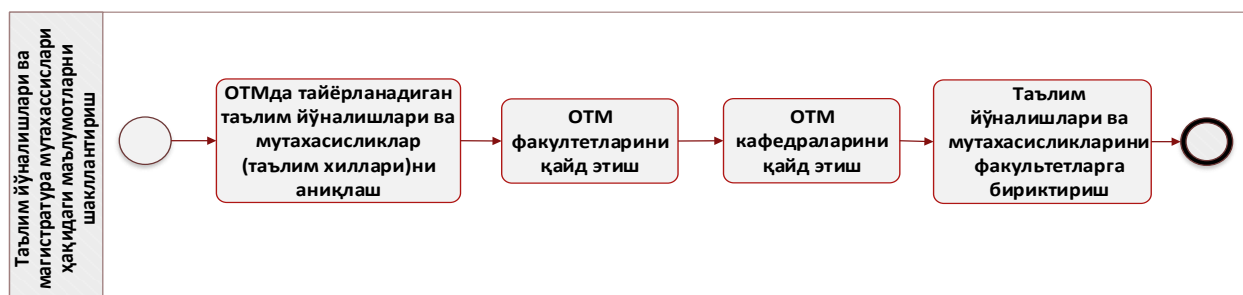 Таълим йўналишлари ва
магистратура мутахассислари
ҳақидаги маълумотларни
шакллантириш
ОТМда тайёрланадиган
таълим йўналишлари ва
мутахасисликлар
(таълим хиллари)ни
аниқлаш
ОТМ
факултетларини
қайд этиш
ОТМ
кафедраларини
қайд этиш
Таълим
йўналишлари ва
мутахасисликларини
факультетларга
бириктириш